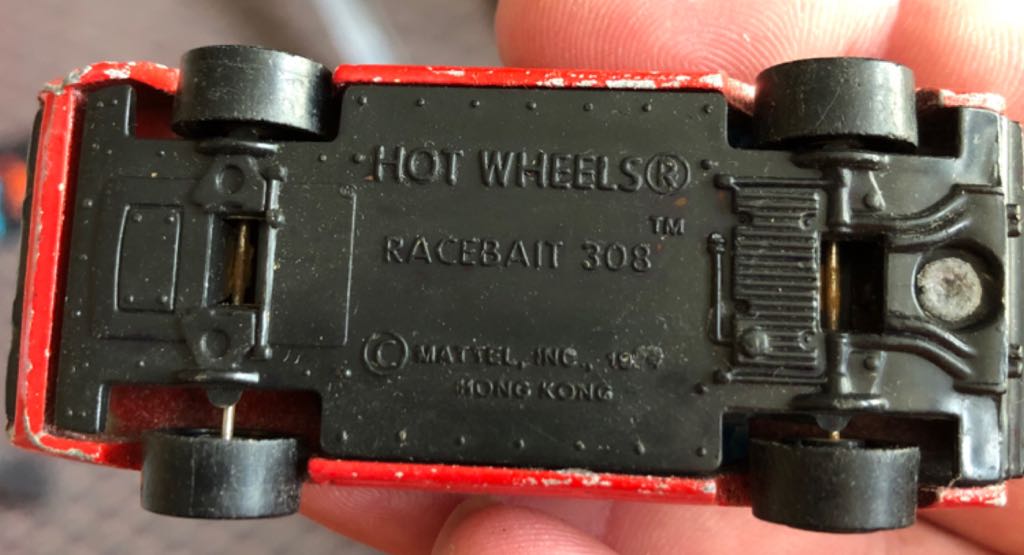 HOT WHEELS®
RACEBAIT 308™
© MATTEL, INC.,
HONG KONG